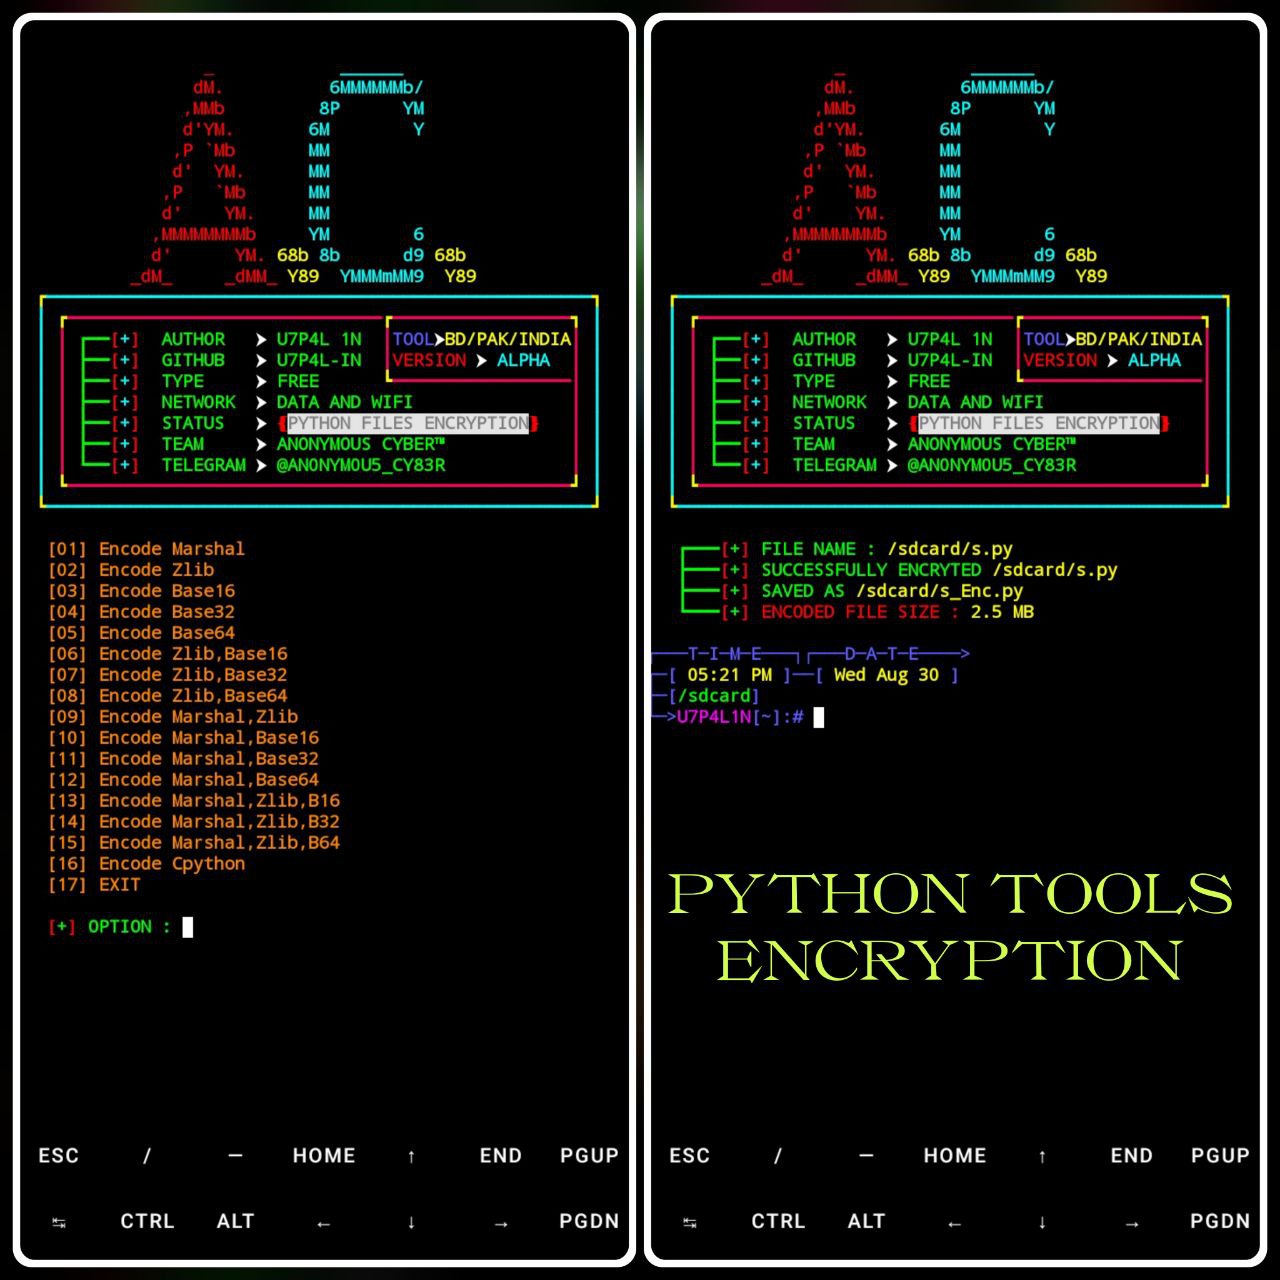 _
dM.
,MMb
d'YM.
,P `Mb
d' YM.
,P `Mb
d' YM.
,MMMMMMMb
d' YM.
_dM_ _dMM_
______
6MMMMMMb/
8P YM
6M Y
MM
MM
MM
MM
YM 6
68b 8b d9 68b
Y89 YMMMmMM9 Y89
[+] AUTHOR ➤ U7P4L 1N
[+] GITHUB ➤ U7P4L-IN
[+] TYPE ➤ FREE
[+] NETWORK ➤ DATA AND WIFI
[+] STATUS ➤ {PYTHON FILES ENCRYPTION}
[+] TEAM ➤ ANONYMOUS CYBER™
[+] TELEGRAM ➤ @AN0NYM0U5_CY83R
TOOL➤BD/PAK/INDIA
VERSION ➤ ALPHA
[01] Encode Marshal
[02] Encode Zlib
[03] Encode Base16
[04] Encode Base32
[05] Encode Base64
[06] Encode Zlib,Base16
[07] Encode Zlib,Base32
[08] Encode Zlib,Base64
[09] Encode Marshal,Zlib
[10] Encode Marshal,Base16
[11] Encode Marshal,Base32
[12] Encode Marshal,Base64
[13] Encode Marshal,Zlib,B16
[14] Encode Marshal,Zlib,B32
[15] Encode Marshal,Zlib,B64
[16] Encode Cpython
[17] EXIT
[+] OPTION :
ESC / — HOME ↑ END PGUP
↹ CTRL ALT ← ↓ → PGDN
_
dM.
,MMb
d'YM.
,P `Mb
d' YM.
,P `Mb
d' YM.
,MMMMMMMb
d' YM.
_dM_ _dMM_
______
6MMMMMMb/
8P YM
6M Y
MM
MM
MM
MM
YM 6
68b 8b d9 68b
Y89 YMMMmMM9 Y89
[+] AUTHOR ➤ U7P4L 1N
[+] GITHUB ➤ U7P4L-IN
[+] TYPE ➤ FREE
[+] NETWORK ➤ DATA AND WIFI
[+] STATUS ➤ {PYTHON FILES ENCRYPTION}
[+] TEAM ➤ ANONYMOUS CYBER™
[+] TELEGRAM ➤ @AN0NYM0U5_CY83R
TOOL➤BD/PAK/INDIA
VERSION ➤ ALPHA
[+] FILE NAME : /sdcard/s.py
[+] SUCCESSFULLY ENCRYTED /sdcard/s.py
[+] SAVED AS /sdcard/s_Enc.py
[+] ENCODED FILE SIZE : 2.5 MB
T─I─M─E D─A─T─E
[ 05:21 PM ]──[ Wed Aug 30 ]
[/sdcard]
─>U7P4L1N[~]:#
PYTHON TOOLS
ENCRYPTION
ESC / — HOME ↑ END PGUP
↹ CTRL ALT ← ↓ → PGDN